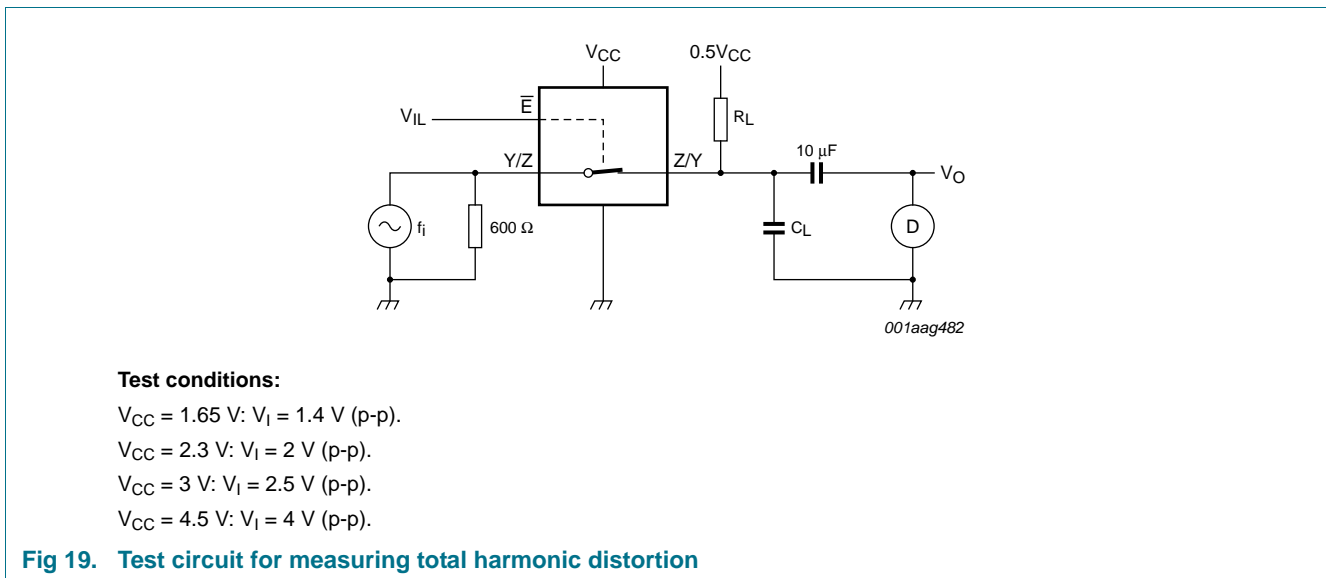 VCC 0.5VCC
E
VIL
RL
Y/Z Z/Y 10 μF
VO
fi 600 Ω CL D
001aag482
Test conditions:
VCC = 1.65 V: VI = 1.4 V (p-p).
VCC = 2.3 V: VI = 2 V (p-p).
VCC = 3 V: VI = 2.5 V (p-p).
VCC = 4.5 V: VI = 4 V (p-p).
Fig 19. Test circuit for measuring total harmonic distortion